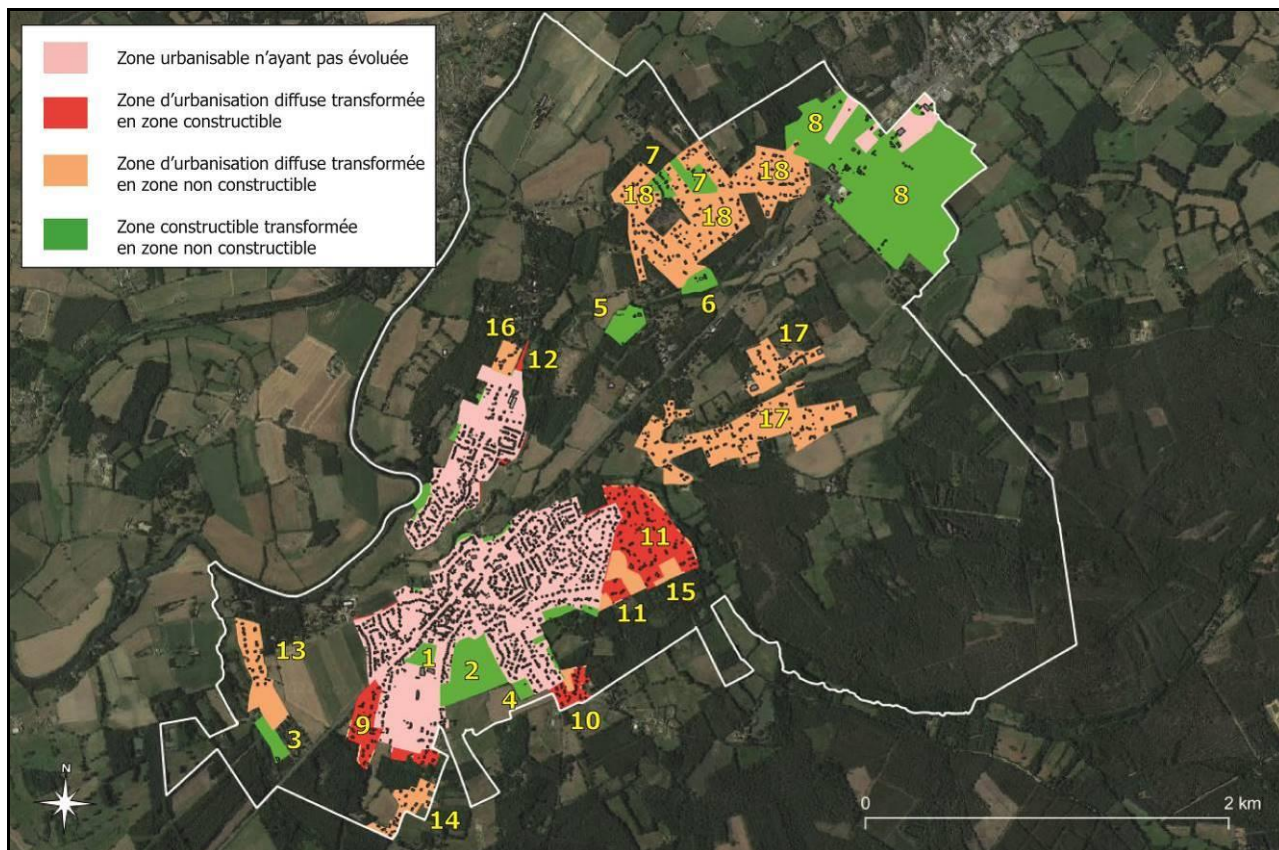 Zone urbanisable n'ayant pas évoluée
Zone d'urbanisation diffuse transformée
en zone constructible
Zone d'urbanisation diffuse transformée
en zone non constructible
Zone constructible transformée
en zone non constructible
8
7
18
7
18
8
18
6
5
16
12
17
17
11
15
11
13
1
2
4
10
9
3
14
N
0
2 km